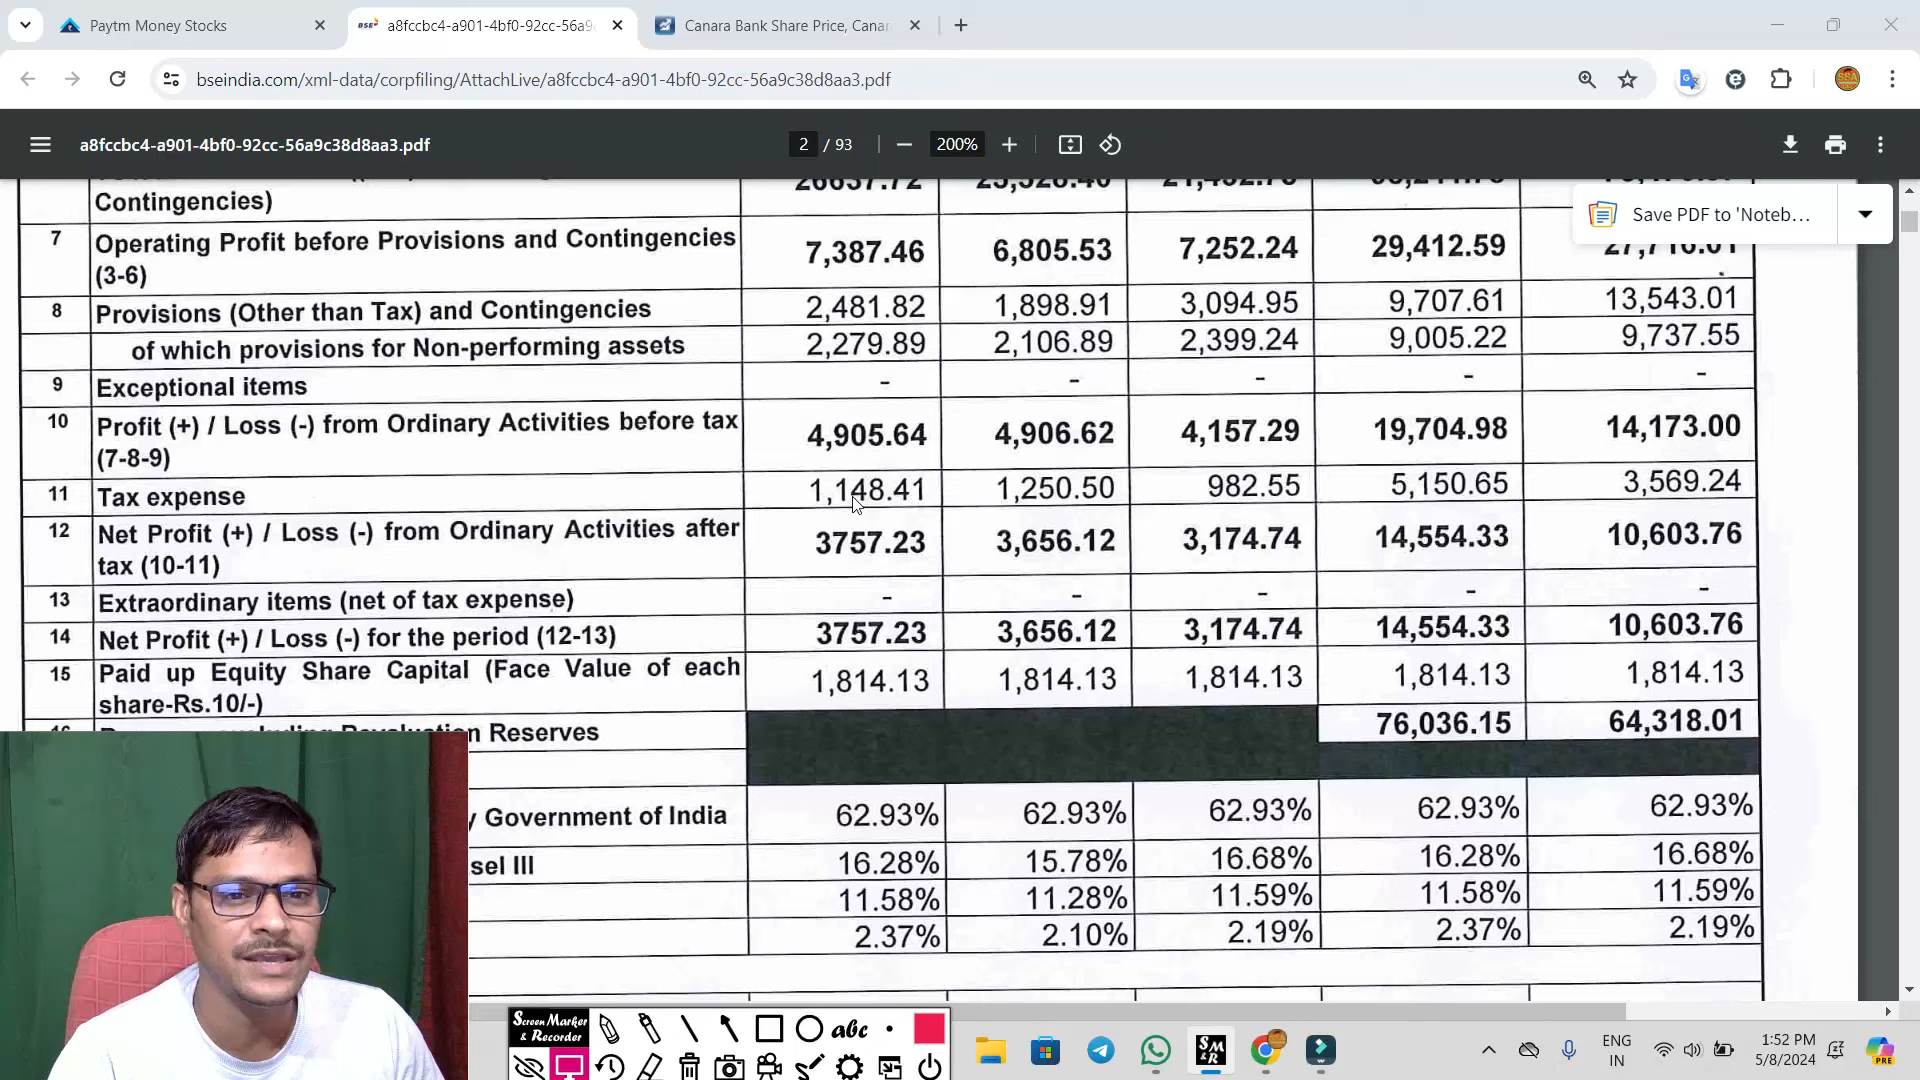 Paytm Money Stocks
BSE a8fccbc4-a901-4bf0-92cc-56a9
Canara Bank Share Price, Canar
bseindia.com/xml-data/corpfiling/AttachLive/a8fccbc4-a901-4bf0-92cc-56a9c38d8aa3.pdf
a8fccbc4-a901-4bf0-92cc-56a9c38d8aa3.pdf
2 / 93
200%
Save PDF to 'Noteb...
Contingencies)
7 Operating Profit before Provisions and Contingencies (3-6) 7,387.46 6,805.53 7,252.24 29,412.59 27,716.01
8 Provisions (Other than Tax) and Contingencies 2,481.82 1,898.91 3,094.95 9,707.61 13,543.01
of which provisions for Non-performing assets 2,279.89 2,106.89 2,399.24 9,005.22 9,737.55
9 Exceptional items - - - - -
10 Profit (+) / Loss (-) from Ordinary Activities before tax (7-8-9) 4,905.64 4,906.62 4,157.29 19,704.98 14,173.00
11 Tax expense 1,148.41 1,250.50 982.55 5,150.65 3,569.24
12 Net Profit (+) / Loss (-) from Ordinary Activities after tax (10-11) 3757.23 3,656.12 3,174.74 14,554.33 10,603.76
13 Extraordinary items (net of tax expense) - - - - -
14 Net Profit (+) / Loss (-) for the period (12-13) 3757.23 3,656.12 3,174.74 14,554.33 10,603.76
15 Paid up Equity Share Capital (Face Value of each share-Rs.10/-) 1,814.13 1,814.13 1,814.13 1,814.13 1,814.13
Reserves 76,036.15 64,318.01
y Government of India 62.93% 62.93% 62.93% 62.93% 62.93%
sel III 16.28% 15.78% 16.68% 16.28% 16.68%
11.58% 11.28% 11.59% 11.58% 11.59%
2.37% 2.10% 2.19% 2.37% 2.19%
Screen Marker
& Recorder
abc
SM
&R
ENG
IN
1:52 PM
5/8/2024
PRE
SSA